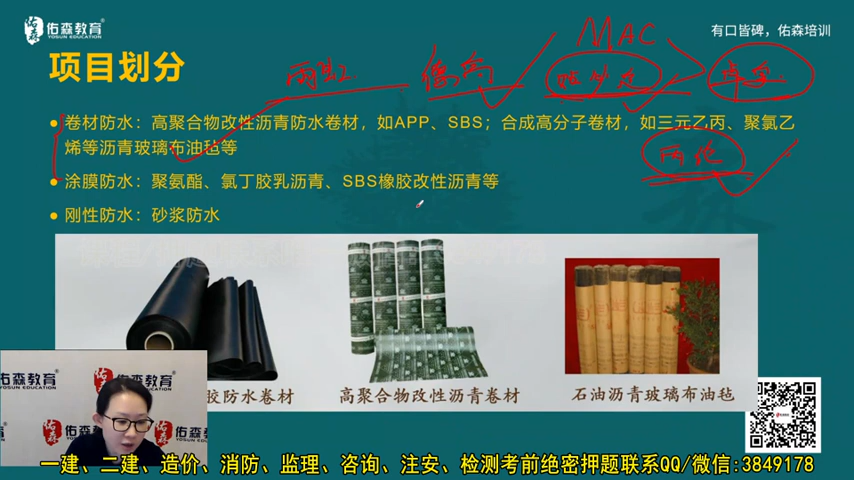 佑森教育
YOSUN EDUCATION
有口皆碑，佑森培训
MAC
项目划分
卷材防水：高聚合物改性沥青防水卷材，如APP、SBS；合成高分子卷材，如三元乙丙、聚氯乙
烯等沥青玻璃布油毡等
涂膜防水：聚氨酯、氯丁胶乳沥青、SBS橡胶改性沥青等
刚性防水：砂浆防水
胶防水卷材
高聚合物改性沥青卷材
石油沥青玻璃布油毡
佑森教育
YOSUN EDUCATION
一建、二建、造价、消防、监理、咨询、注安、检测考前绝密押题联系QQ/微信:3849178